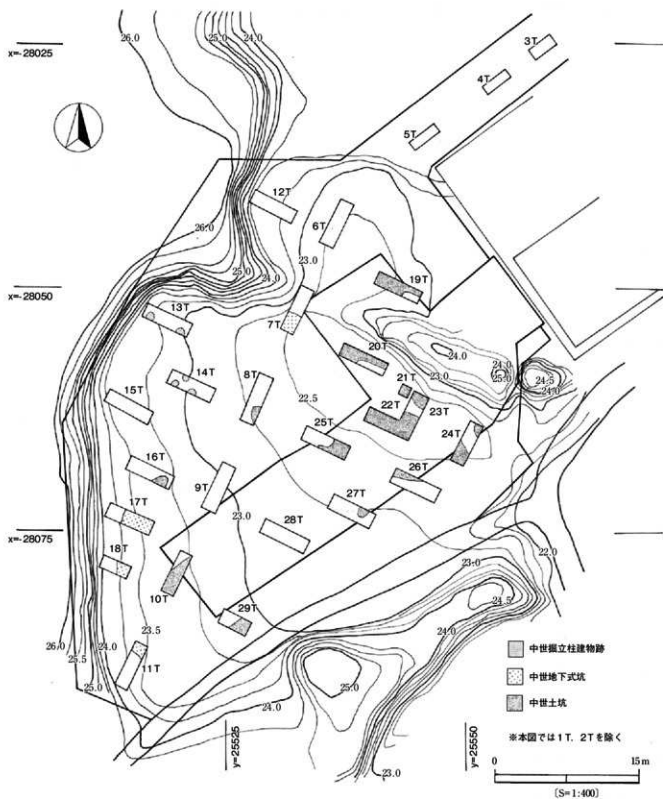 x=-28025
26.0
25.0
24.0
3T
4T
5T
12T
6T
26.0
23.0
25.0
24.0
19T
x=-28050
13T
7T
24.0
20T
14T
8T
23.0
24.0
25.0
24.5
24.0
21T
15T
22.5
22T
23T
25T
24T
16T
26T
9T
27T
17T
23.0
28T
x=-28075
22.0
18T
23.0
10T
24.5
29T
23.5
24.0
26.0
24.0
25.5
11T
25.0
25.0
24.0
y=25525
y=25550
23.0
中世掘立柱建物跡
中世地下式坑
中世土坑
※本図では1T、2Tを除く
0 15m
〔S=1:400〕